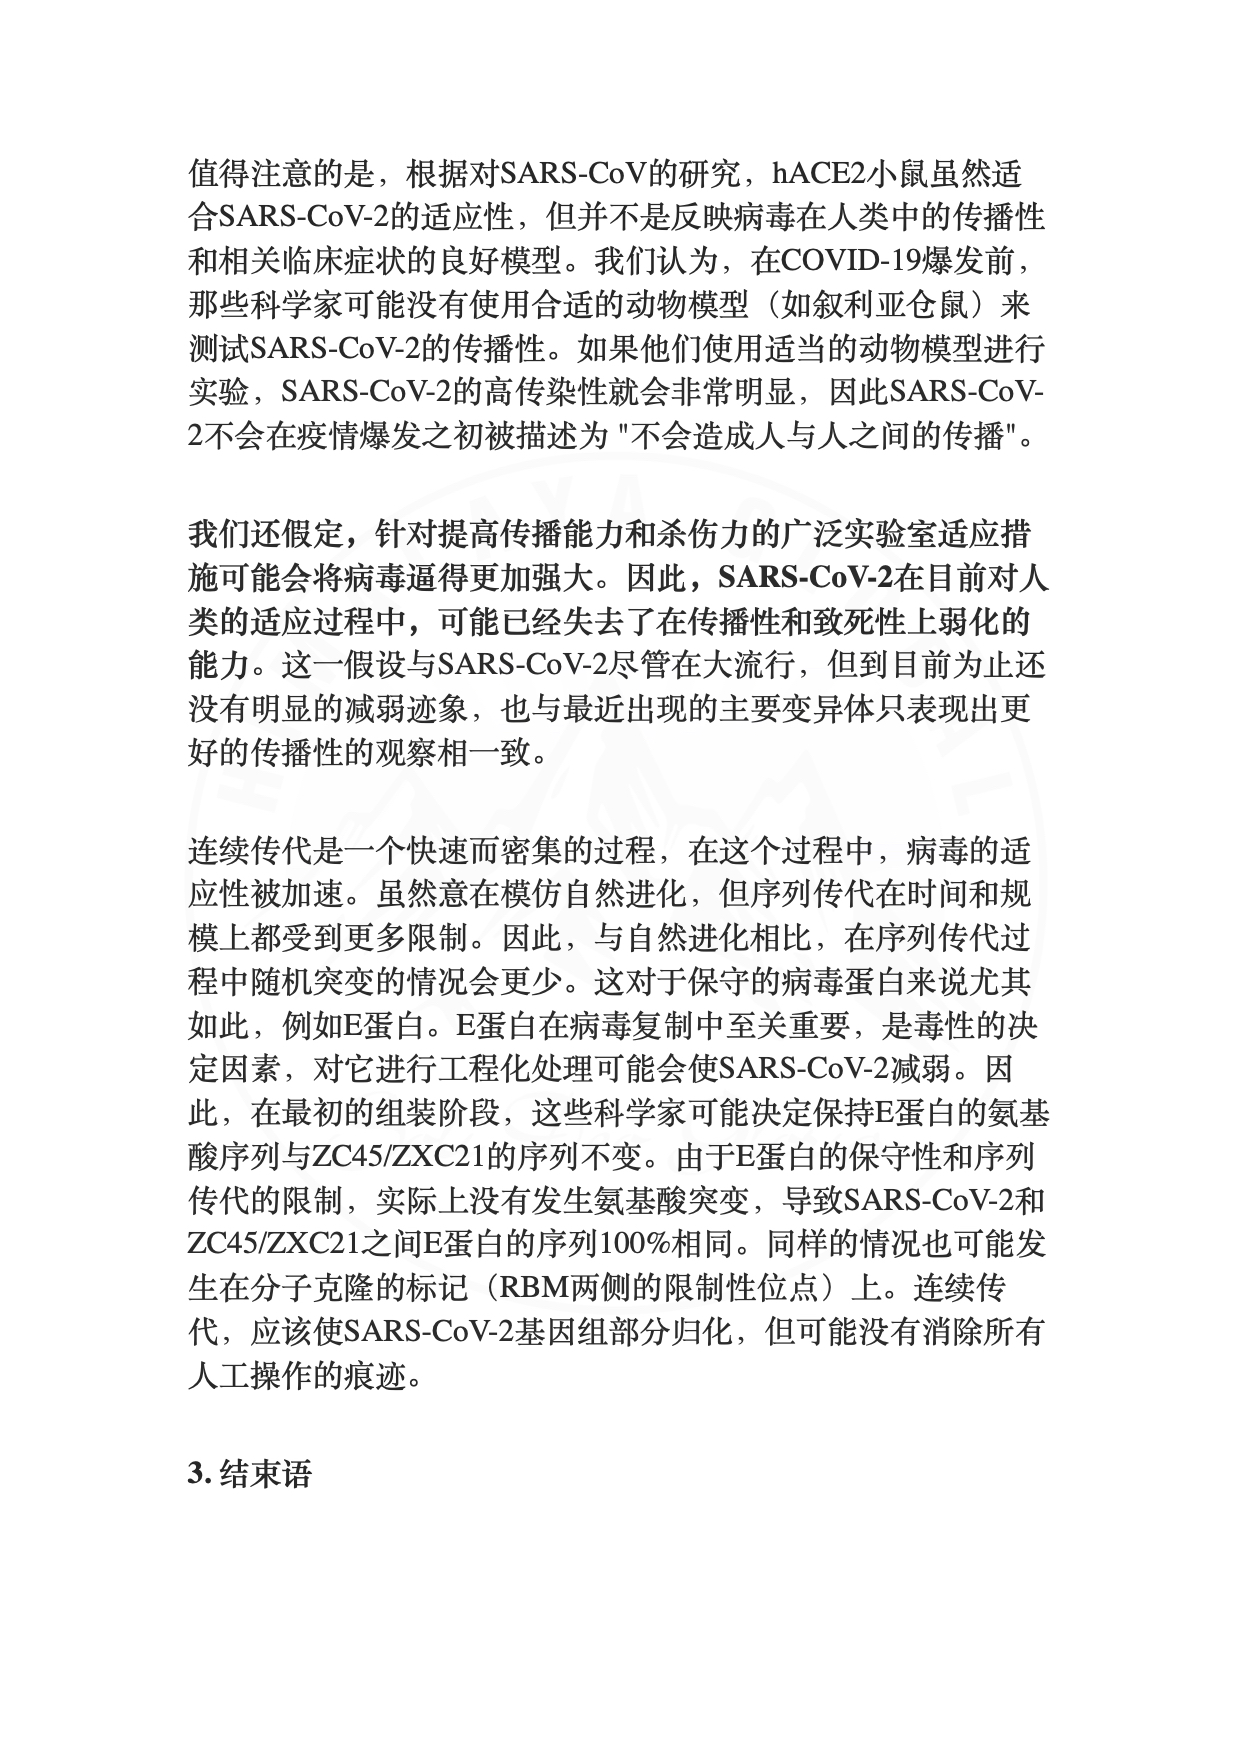 值得注意的是，根据对SARS-CoV的研究，hACE2小鼠虽然适
合SARS-CoV-2的适应性，但并不是反映病毒在人类中的传播性
和相关临床症状的良好模型。我们认为，在COVID-19爆发前，
那些科学家可能没有使用合适的动物模型（如叙利亚仓鼠）来
测试SARS-CoV-2的传播性。如果他们使用适当的动物模型进行
实验，SARS-CoV-2的高传染性就会非常明显，因此SARS-CoV-
2不会在疫情爆发之初被描述为 "不会造成人与人之间的传播"。
我们还假定，针对提高传播能力和杀伤力的广泛实验室适应措
施可能会将病毒逼得更加强大。因此，SARS-CoV-2在目前对人
类的适应过程中，可能已经失去了在传播性和致死性上弱化的
能力。这一假设与SARS-CoV-2尽管在大流行，但到目前为止还
没有明显的减弱迹象，也与最近出现的主要变异体只表现出更
好的传播性的观察相一致。
连续传代是一个快速而密集的过程，在这个过程中，病毒的适
应性被加速。虽然意在模仿自然进化，但序列传代在时间和规
模上都受到更多限制。因此，与自然进化相比，在序列传代过
程中随机突变的情况会更少。这对于保守的病毒蛋白来说尤其
如此，例如E蛋白。E蛋白在病毒复制中至关重要，是毒性的决
定因素，对它进行工程化处理可能会使SARS-CoV-2减弱。因
此，在最初的组装阶段，这些科学家可能决定保持E蛋白的氨基
酸序列与ZC45/ZXC21的序列不变。由于E蛋白的保守性和序列
传代的限制，实际上没有发生氨基酸突变，导致SARS-CoV-2和
ZC45/ZXC21之间E蛋白的序列100%相同。同样的情况也可能发
生在分子克隆的标记（RBM两侧的限制性位点）上。连续传
代，应该使SARS-CoV-2基因组部分归化，但可能没有消除所有
人工操作的痕迹。
3. 结束语